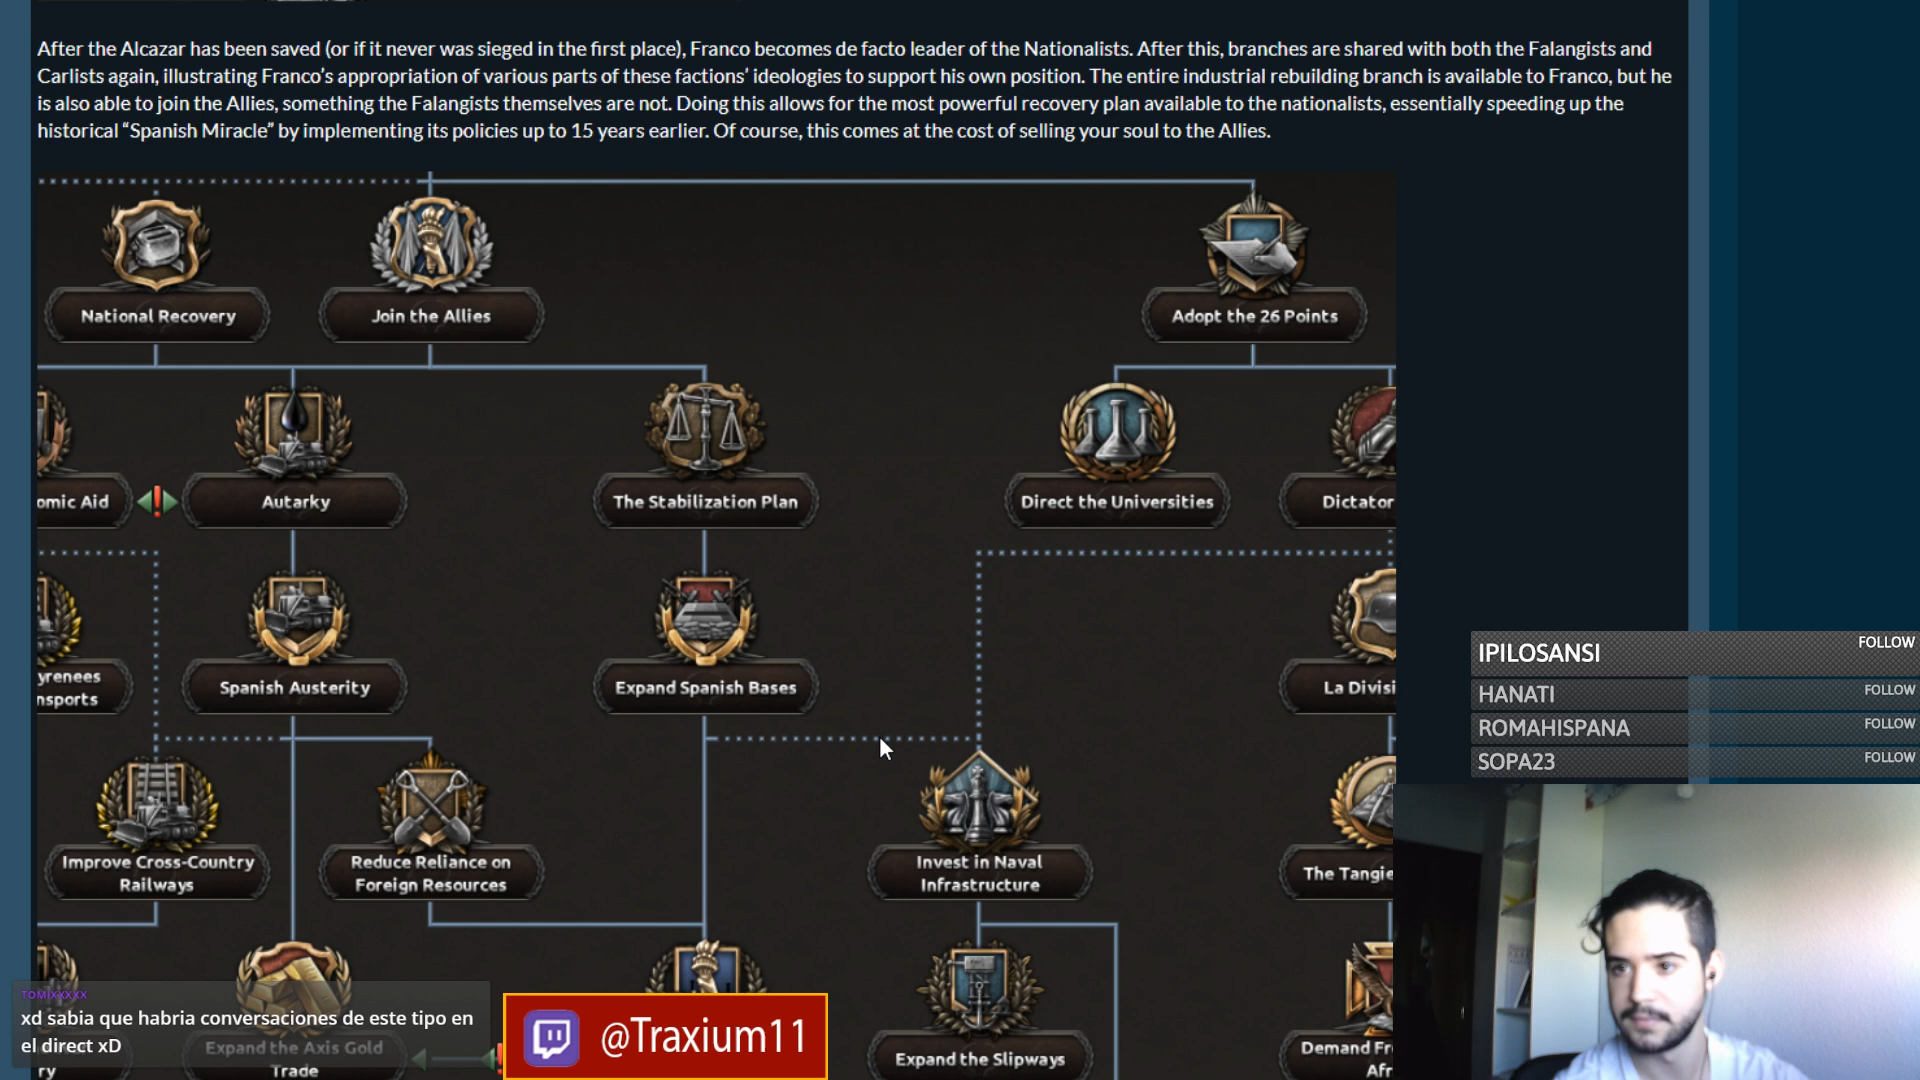 After the Alcazar has been saved (or if it never was sieged in the first place), Franco becomes de facto leader of the Nationalists. After this, branches are shared with both the Falangists and
Carlists again, illustrating Franco's appropriation of various parts of these factions' ideologies to support his own position. The entire industrial rebuilding branch is available to Franco, but he
is also able to join the Allies, something the Falangists themselves are not. Doing this allows for the most powerful recovery plan available to the nationalists, essentially speeding up the
historical “Spanish Miracle” by implementing its policies up to 15 years earlier. Of course, this comes at the cost of selling your soul to the Allies.
National Recovery
Join the Allies
Adopt the 26 Points
omic Aid
Autarky
The Stabilization Plan
Direct the Universities
Dictator
yrenees
nsports
Spanish Austerity
Expand Spanish Bases
La Divisi
IPILOSANSI FOLLOW
HANATI FOLLOW
ROMAHISPANA FOLLOW
SOPA23 FOLLOW
Improve Cross-Country
Railways
Reduce Reliance on
Foreign Resources
Invest in Naval
Infrastructure
The Tangie
TOMIXXXXX
xd sabia que habria conversaciones de este tipo en
el direct xD
Expand the Axis Gold
Trade
ry
@Traxium11
Expand the Slipways
Demand Fr
Afr